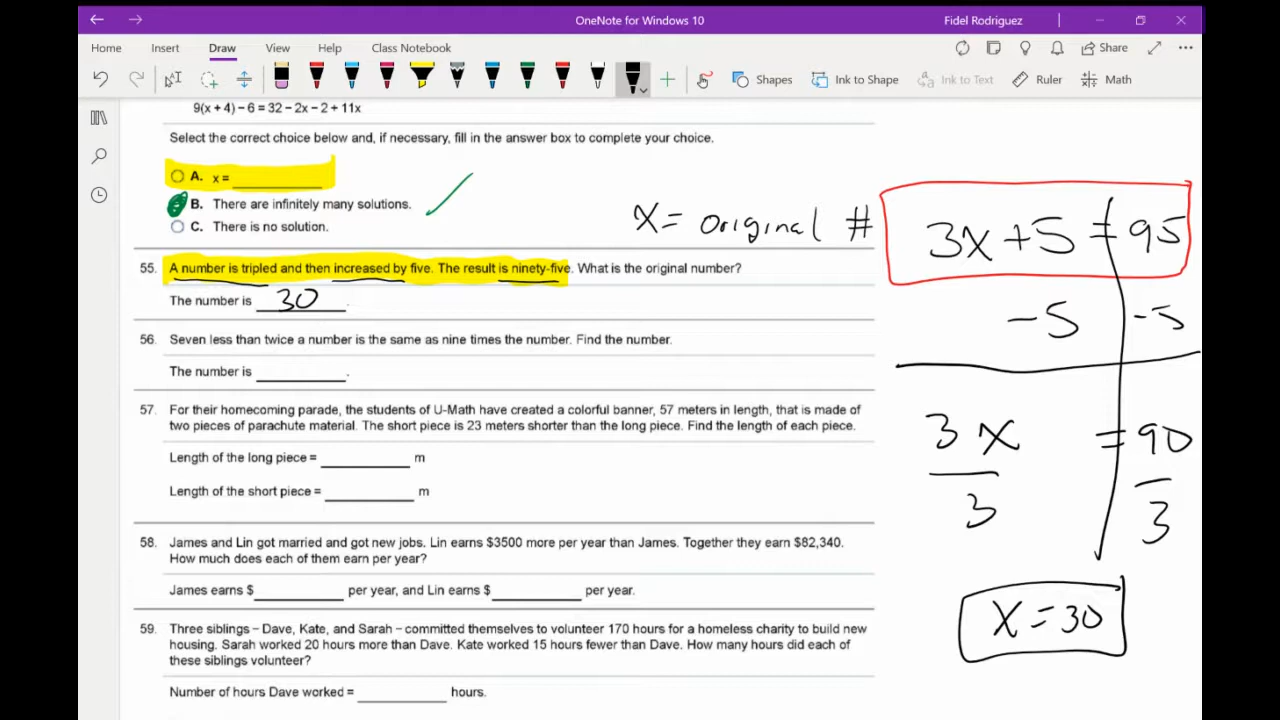 OneNote for Windows 10
Fidel Rodriguez
Home Insert Draw View Help Class Notebook
Share
Shapes Ink to Shape Ink to Text Ruler Math
9(x + 4) – 6 = 32 – 2x – 2 + 11x
Select the correct choice below and, if necessary, fill in the answer box to complete your choice.
A. x = __________
B. There are infinitely many solutions.
C. There is no solution.
x = original #
3x + 5 = 95
55. A number is tripled and then increased by five. The result is ninety-five. What is the original number?
The number is 30.
-5 -5
56. Seven less than twice a number is the same as nine times the number. Find the number.
The number is __________.
57. For their homecoming parade, the students of U-Math have created a colorful banner, 57 meters in length, that is made of
two pieces of parachute material. The short piece is 23 meters shorter than the long piece. Find the length of each piece.
3x = 90
3 3
Length of the long piece = __________ m
Length of the short piece = __________ m
58. James and Lin got married and got new jobs. Lin earns $3500 more per year than James. Together they earn $82,340.
How much does each of them earn per year?
James earns $__________ per year, and Lin earns $__________ per year.
x = 30
59. Three siblings – Dave, Kate, and Sarah – committed themselves to volunteer 170 hours for a homeless charity to build new
housing. Sarah worked 20 hours more than Dave. Kate worked 15 hours fewer than Dave. How many hours did each of
these siblings volunteer?
Number of hours Dave worked = __________ hours.